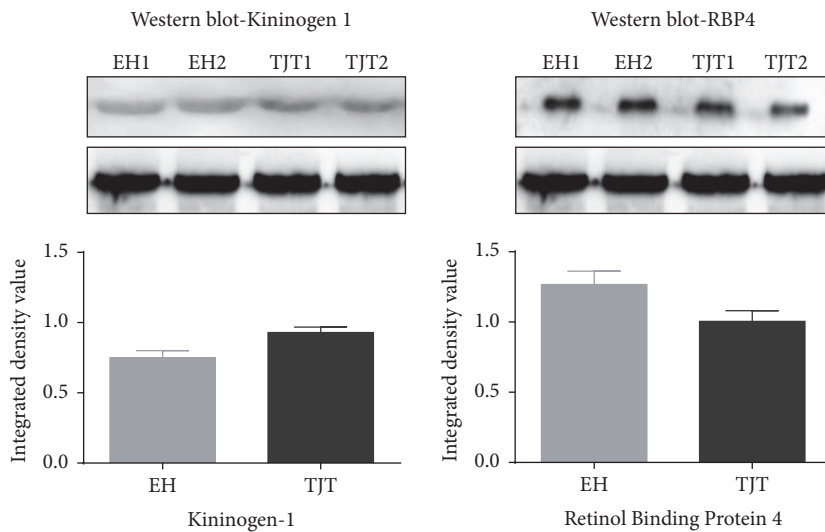 Western blot-Kininogen 1
EH1 EH2 TJT1 TJT2
Integrated density value
1.5
1.0
0.5
0.0
EH TJT
Kininogen-1
Western blot-RBP4
EH1 EH2 TJT1 TJT2
Integrated density value
1.5
1.0
0.5
0.0
EH TJT
Retinol Binding Protein 4